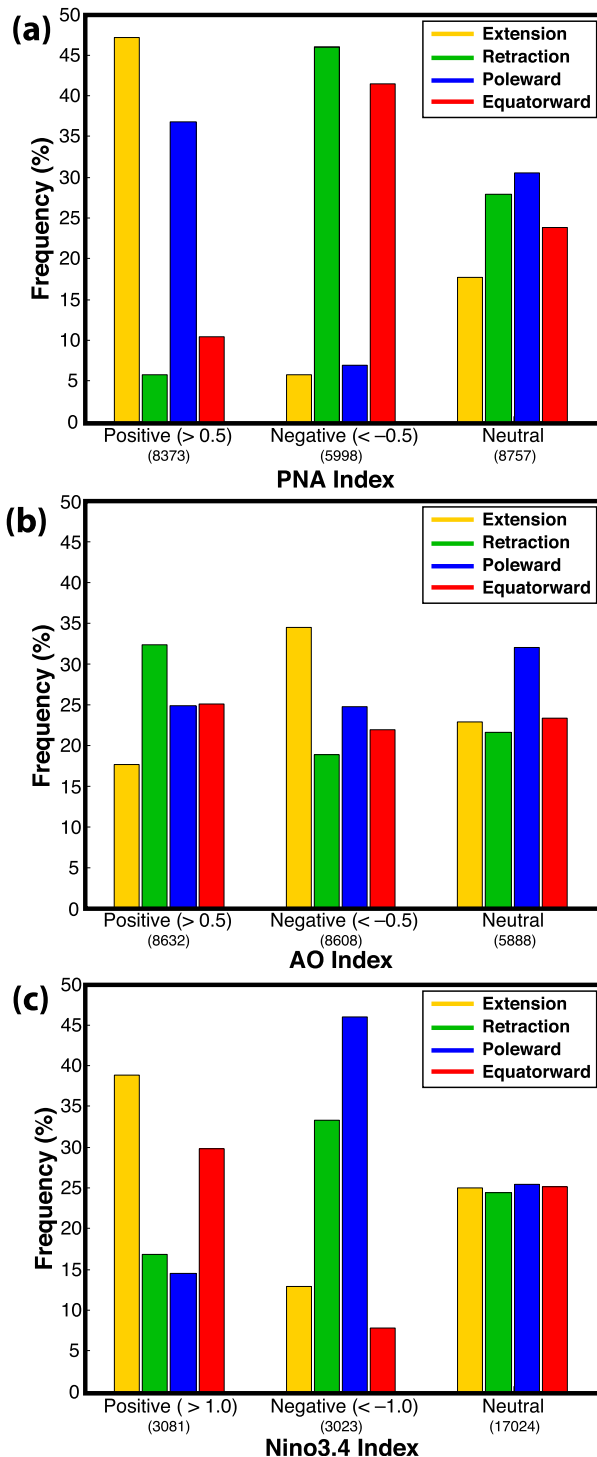 (a)
Frequency (%)
50
45
40
35
30
25
20
15
10
5
0
Extension
Retraction
Poleward
Equatorward
Positive (> 0.5) Negative (< –0.5) Neutral
(8373) (5998) (8757)
PNA Index
(b)
Frequency (%)
50
45
40
35
30
25
20
15
10
5
0
Extension
Retraction
Poleward
Equatorward
Positive (> 0.5) Negative (< –0.5) Neutral
(8632) (8608) (5888)
AO Index
(c)
Frequency (%)
50
45
40
35
30
25
20
15
10
5
0
Extension
Retraction
Poleward
Equatorward
Positive ( > 1.0) Negative (< –1.0) Neutral
(3081) (3023) (17024)
Nino3.4 Index